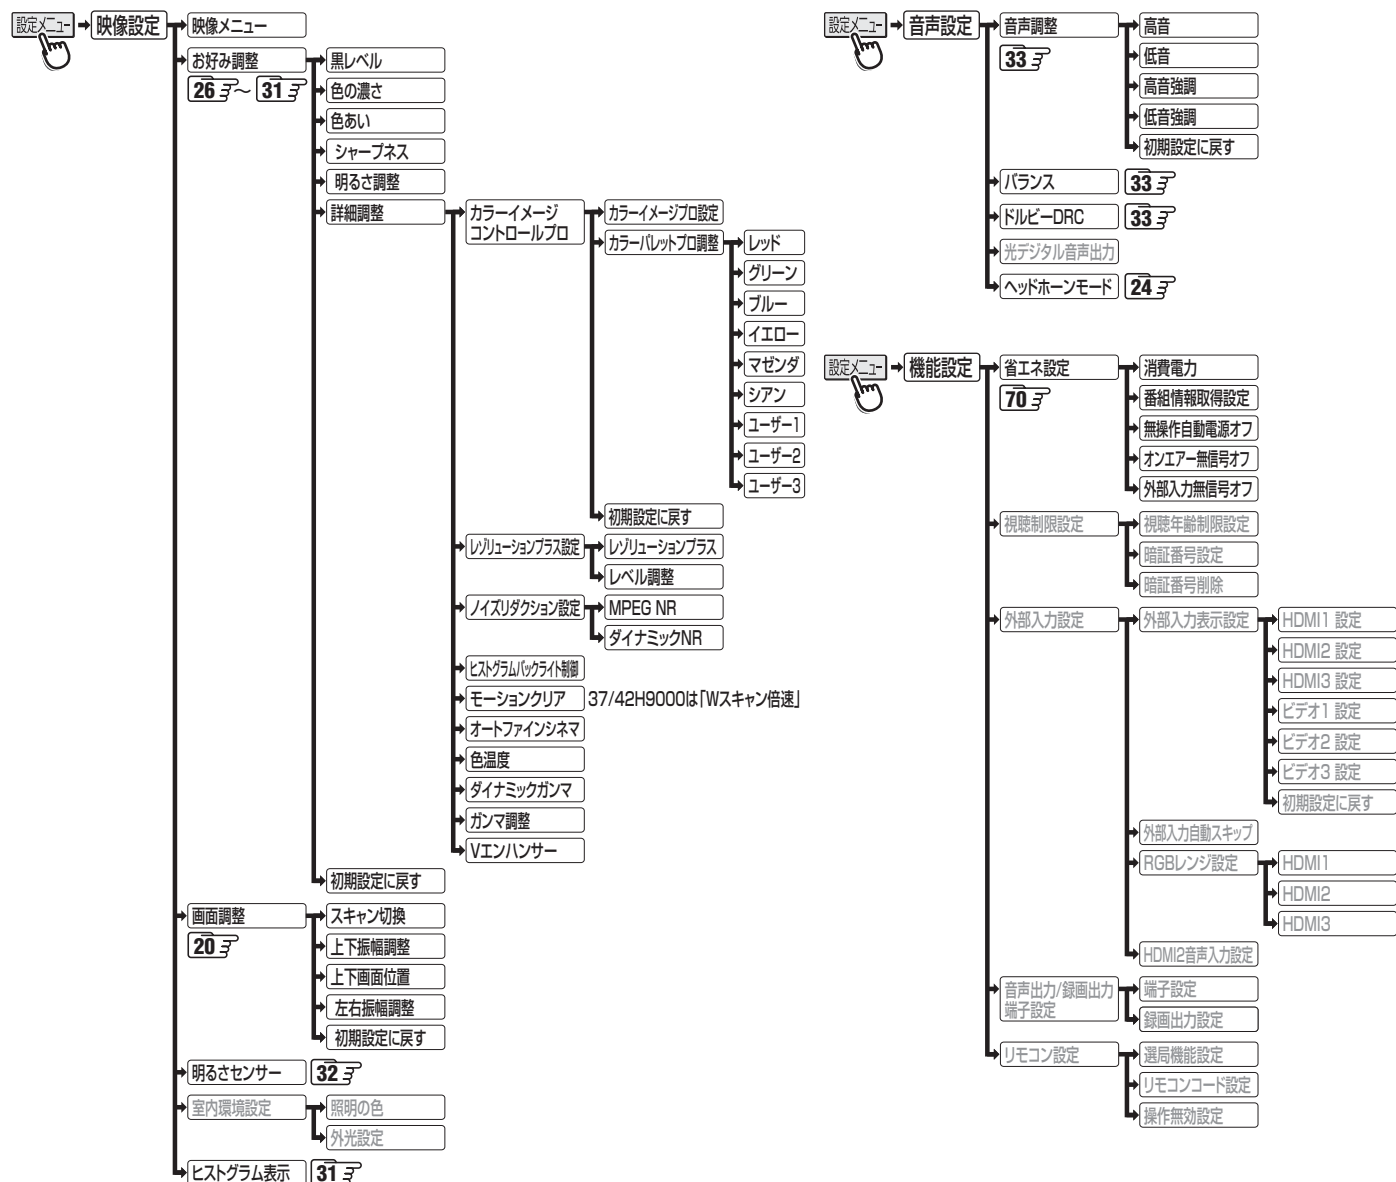 設定メニュー
映像設定
映像メニュー
お好み調整
26
～
31
黒レベル
色の濃さ
色あい
シャープネス
明るさ調整
詳細調整
カラーイメージ
コントロールプロ
カラーイメージプロ設定
カラーパレットプロ調整
レッド
グリーン
ブルー
イエロー
マゼンダ
シアン
ユーザー1
ユーザー2
ユーザー3
初期設定に戻す
レゾリューションプラス設定
レゾリューションプラス
レベル調整
ノイズリダクション設定
MPEG NR
ダイナミックNR
ヒストグラムバックライト制御
モーションクリア
37/42H9000は「Wスキャン倍速」
オートファインシネマ
色温度
ダイナミックガンマ
ガンマ調整
Vエンハンサー
初期設定に戻す
画面調整
20
スキャン切換
上下振幅調整
上下画面位置
左右振幅調整
初期設定に戻す
明るさセンサー
32
室内環境設定
照明の色
外光設定
ヒストグラム表示
31
設定メニュー
音声設定
音声調整
33
高音
低音
高音強調
低音強調
初期設定に戻す
バランス
33
ドルビーDRC
33
光デジタル音声出力
ヘッドホーンモード
24
設定メニュー
機能設定
省エネ設定
70
消費電力
番組情報取得設定
無操作自動電源オフ
オンエアー無信号オフ
外部入力無信号オフ
視聴制限設定
視聴年齢制限設定
暗証番号設定
暗証番号削除
外部入力設定
外部入力表示設定
HDMI1 設定
HDMI2 設定
HDMI3 設定
ビデオ1 設定
ビデオ2 設定
ビデオ3 設定
初期設定に戻す
外部入力自動スキップ
RGBレンジ設定
HDMI1
HDMI2
HDMI3
HDMI2音声入力設定
音声出力/録画出力
端子設定
端子設定
録画出力設定
リモコン設定
選局機能設定
リモコンコード設定
操作無効設定